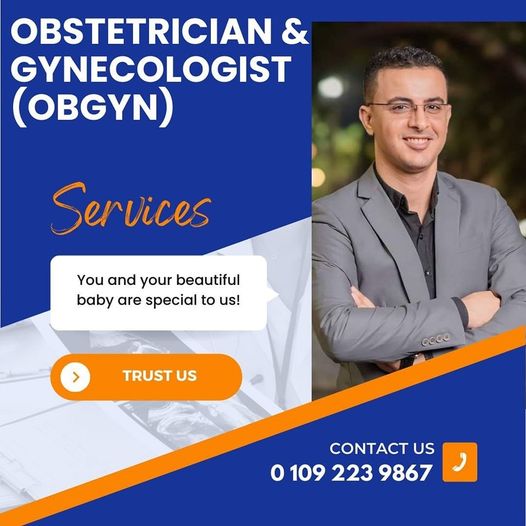 OBSTETRICIAN &
GYNECOLOGIST
(OBGYN)
Services
You and your beautiful
baby are special to us!
TRUST US
CONTACT US
0 109 223 9867